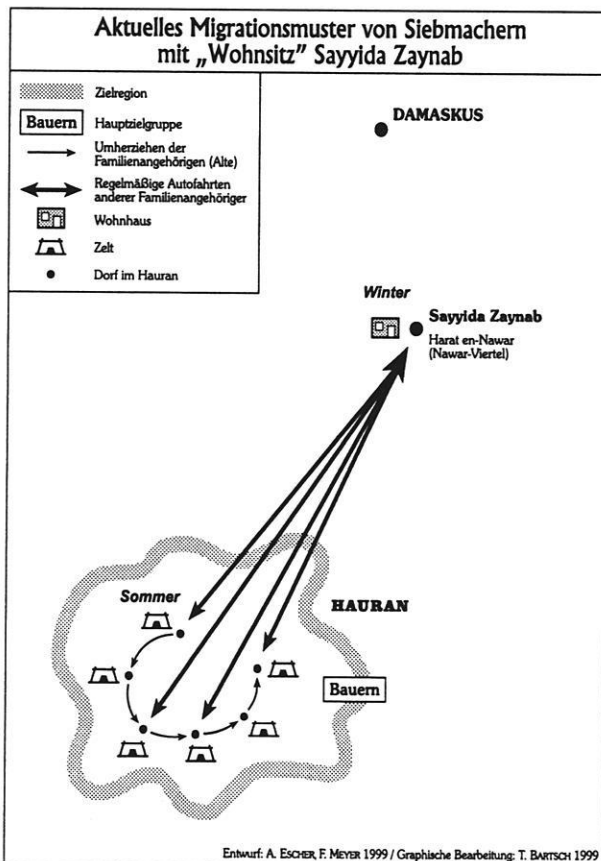 Aktuelles Migrationsmuster von Siebmachern
mit „Wohnsitz” Sayyida Zaynab
Zielregion
Bauern
Hauptzielgruppe
Umherziehen der
Familienangehörigen (Alte)
Regelmäßige Autofahrten
anderer Familienangehöriger
Wohnhaus
Zelt
Dorf im Hauran
DAMASKUS
Winter
Sayyida Zaynab
Harat en-Nawar
(Nawar-Viertel)
Sommer
HAURAN
Bauern
Entwurf: A. ESCHER, F. MEYER 1999 / Graphische Bearbeitung: T. BARTSCH 1999